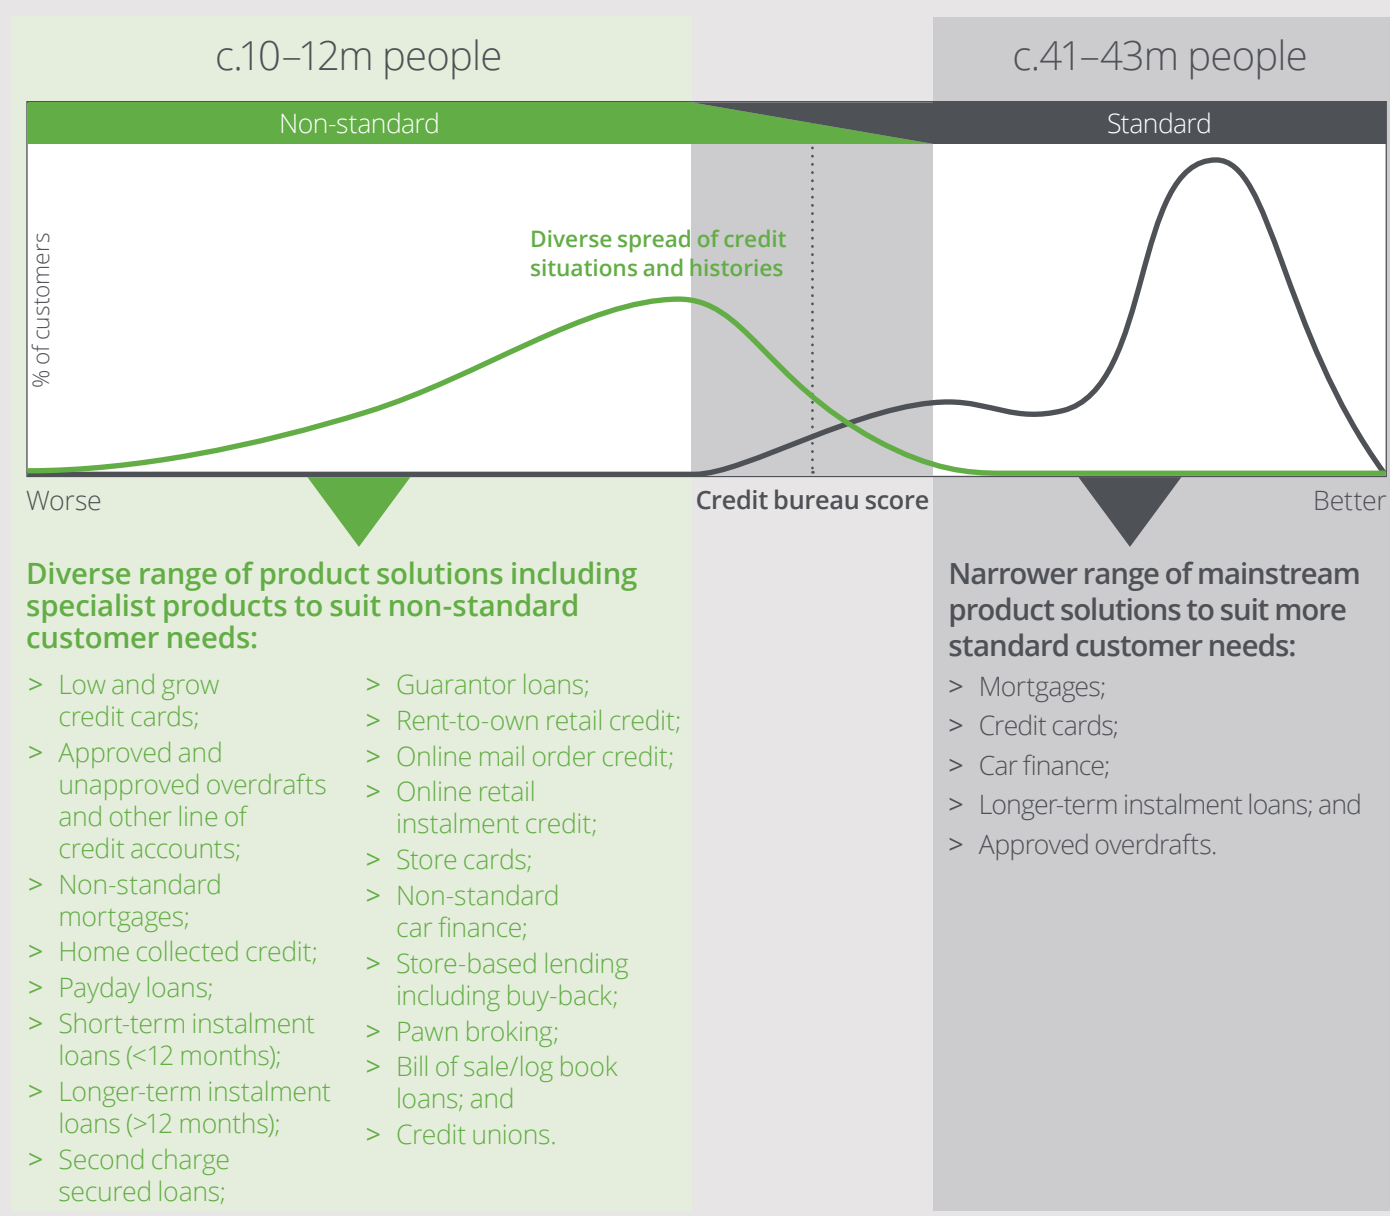 c.10–12m people
c.41–43m people
Non-standard
Standard
% of customers
Diverse spread of credit
situations and histories
Worse
Credit bureau score
Better
Diverse range of product solutions including
specialist products to suit non-standard
customer needs:
> Low and grow
credit cards;
> Approved and
unapproved overdrafts
and other line of
credit accounts;
> Non-standard
mortgages;
> Home collected credit;
> Payday loans;
> Short-term instalment
loans (<12 months);
> Longer-term instalment
loans (>12 months);
> Second charge
secured loans;
> Guarantor loans;
> Rent-to-own retail credit;
> Online mail order credit;
> Online retail
instalment credit;
> Store cards;
> Non-standard
car finance;
> Store-based lending
including buy-back;
> Pawn broking;
> Bill of sale/log book
loans; and
> Credit unions.
Narrower range of mainstream
product solutions to suit more
standard customer needs:
> Mortgages;
> Credit cards;
> Car finance;
> Longer-term instalment loans; and
> Approved overdrafts.